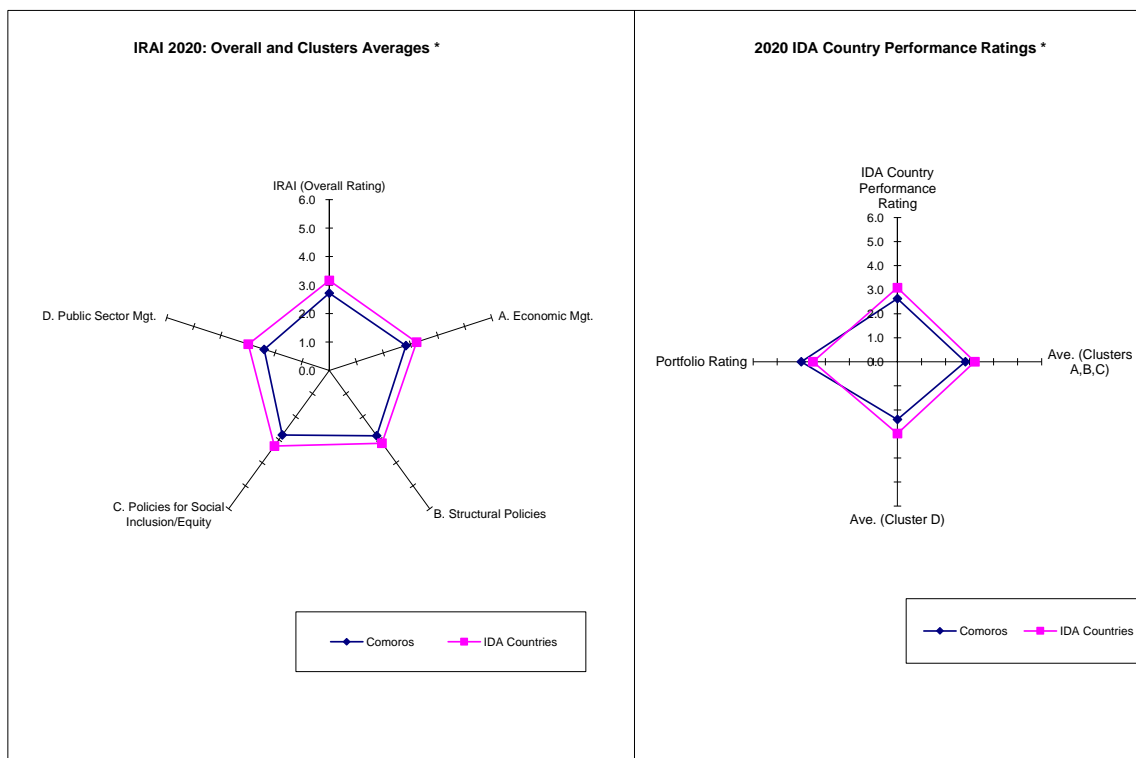 IRAI 2020: Overall and Clusters Averages *
IRAI (Overall Rating)
6.0
5.0
4.0
3.0
2.0
1.0
0.0
A. Economic Mgt.
B. Structural Policies
C. Policies for Social
Inclusion/Equity
D. Public Sector Mgt.
Comoros
IDA Countries
2020 IDA Country Performance Ratings *
IDA Country
Performance
Rating
6.0
5.0
4.0
3.0
2.0
1.0
0.0
Ave. (Clusters
A,B,C)
Ave. (Cluster D)
Portfolio Rating
Comoros
IDA Countries